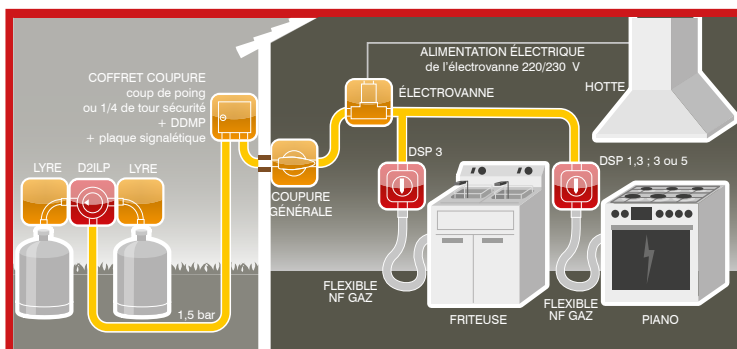 ALIMENTATION ÉLECTRIQUE
de l'électrovanne 220/230 V
HOTTE
COFFRET COUPURE
coup de poing
ou 1/4 de tour sécurité
+ DDMP
+ plaque signalétique
ÉLECTROVANNE
LYRE
D2ILP
LYRE
DSP 3
DSP 1,3 ; 3 ou 5
COUPURE
GÉNÉRALE
1,5 bar
FLEXIBLE
NF GAZ
FRITEUSE
FLEXIBLE
NF GAZ
PIANO